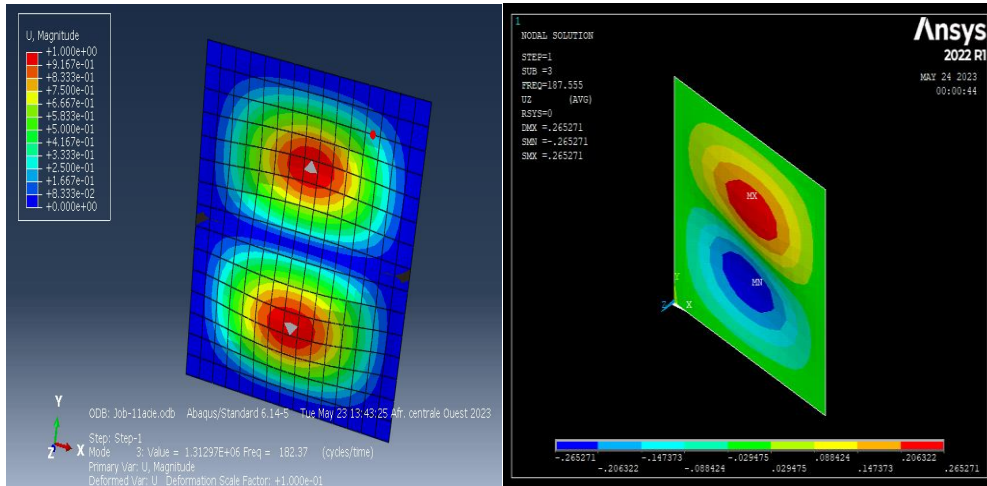 U, Magnitude
+1.000e+00
+9.167e-01
+8.333e-01
+7.500e-01
+6.667e-01
+5.833e-01
+5.000e-01
+4.167e-01
+3.333e-01
+2.500e-01
+1.667e-01
+8.333e-02
+0.000e+00
Y
Z
X
ODB: Job-11acie.odb Abaqus/Standard 6.14-5 Tue May 23 13:43:25 Afr. centrale Ouest 2023
Step: Step-1
Mode 3: Value = 1.31297E+06 Freq = 182.37 (cycles/time)
Primary Var: U, Magnitude
Deformed Var: U Deformation Scale Factor: +1.000e-01
1
NODAL SOLUTION
STEP=1
SUB =3
FREQ=187.555
UZ (AVG)
RSYS=0
DMX =.265271
SMN =-.265271
SMX =.265271
Ansys
2022 R1
MAY 24 2023
00:00:44
MX
MN
Y
Z
X
-.265271
-.206322
-.147373
-.088424
-.029475
.029475
.088424
.147373
.206322
.265271